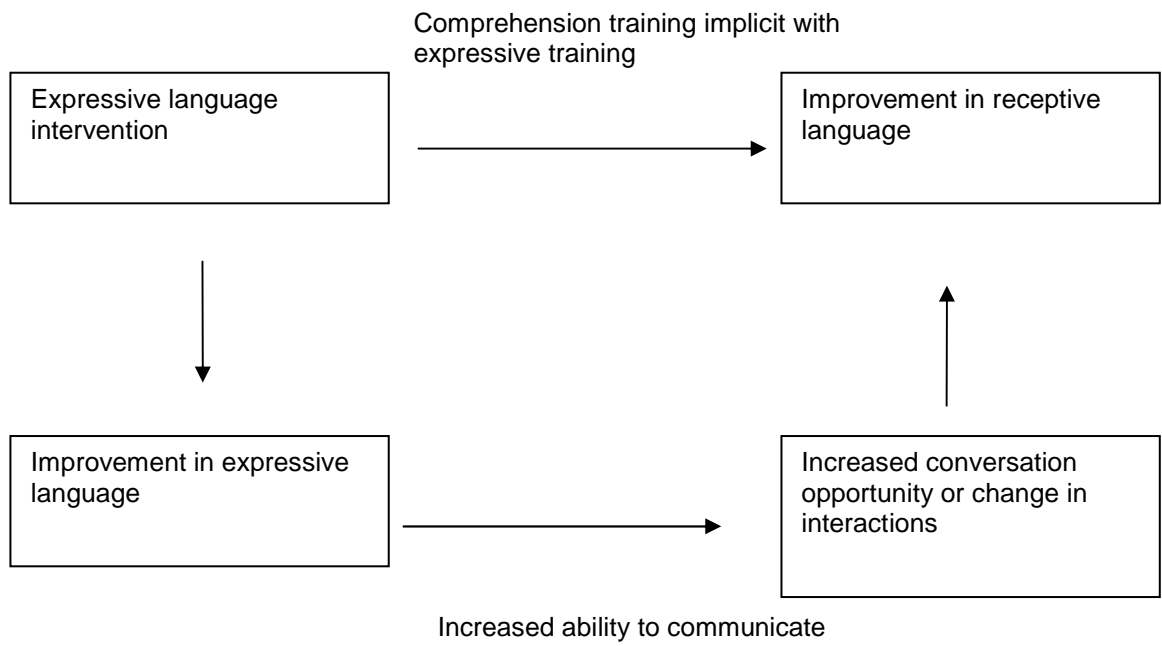 Comprehension training implicit with
expressive training
Expressive language
intervention
Improvement in receptive
language
Improvement in expressive
language
Increased conversation
opportunity or change in
interactions
Increased ability to communicate